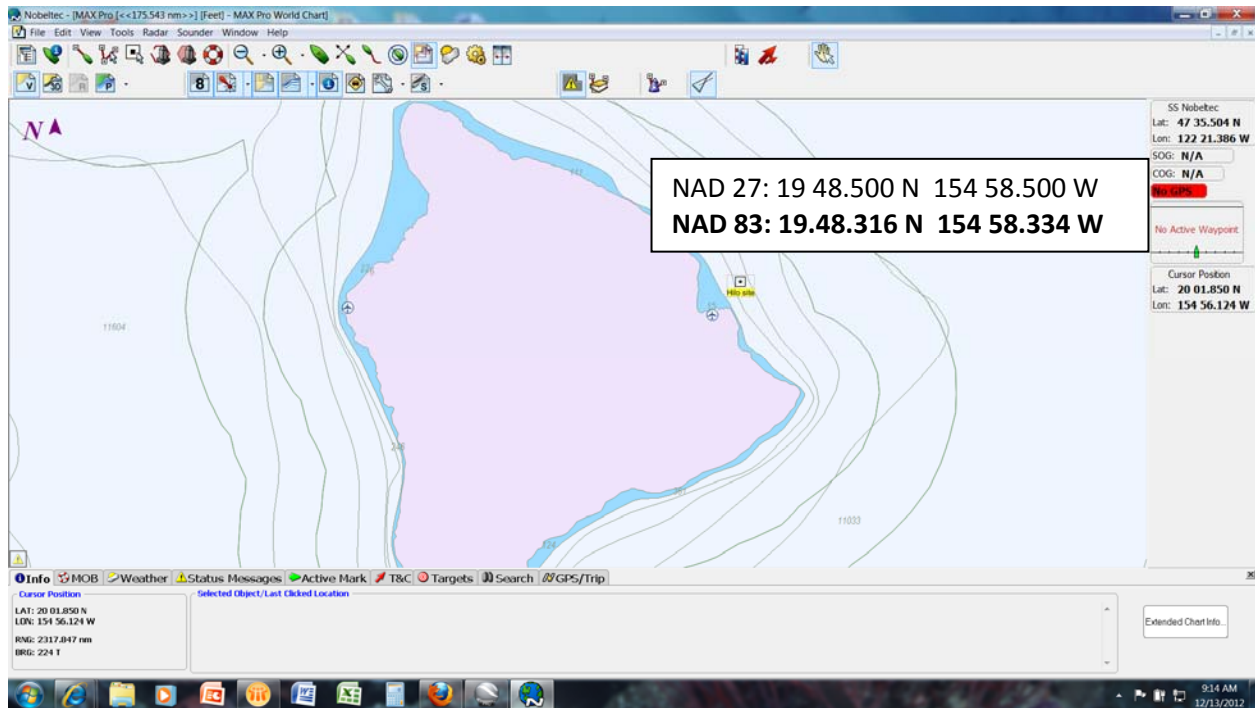 Nobeltec - [MAX Pro [<<175.543 nm>>] [Feet] - MAX Pro World Chart]
File Edit View Tools Radar Sounder Window Help
V 3D R P 8 S
N
NAD 27: 19 48.500 N 154 58.500 W
NAD 83: 19.48.316 N 154 58.334 W
111
Hilo site
15
11604
11033
124
SS Nobeltec
Lat: 47 35.504 N
Lon: 122 21.386 W
SOG: N/A
COG: N/A
No GPS
No Active Waypoint
Cursor Position
Lat: 20 01.850 N
Lon: 154 56.124 W
Info MOB Weather Status Messages Active Mark T&C Targets Search GPS/Trip
Cursor Position
LAT: 20 01.850 N
LON: 154 56.124 W
RNG: 2317.847 nm
BRG: 224 T
Selected Object/Last Clicked Location
Extended Chart Info...
9:14 AM
12/13/2012